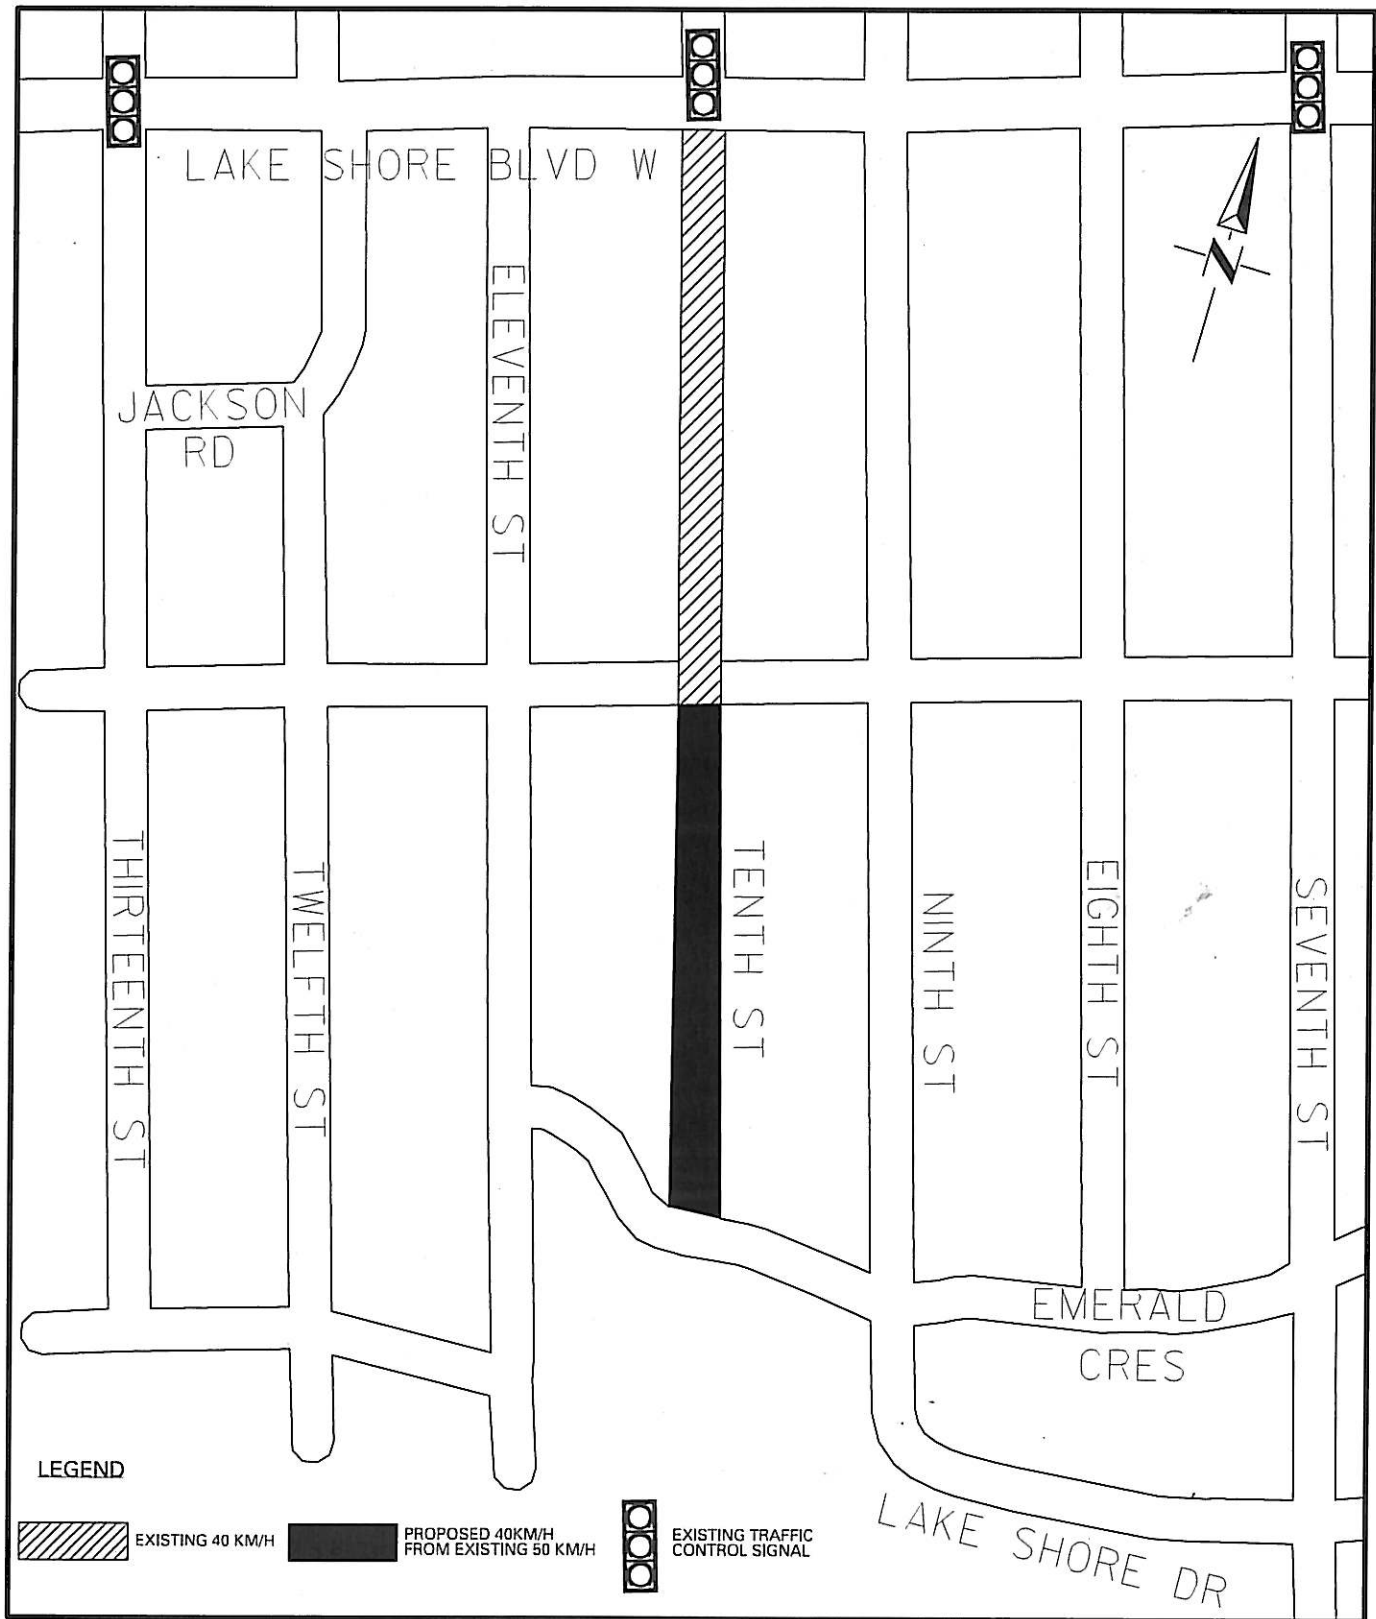 LAKE SHORE BLVD W
N
ELEVENTH ST
JACKSON
RD
THIRTEENTH ST
TWELFTH ST
TENTH ST
NINTH ST
EIGHTH ST
SEVENTH ST
EMERALD
CRES
LAKE SHORE DR
LEGEND
EXISTING 40 KM/H
PROPOSED 40KM/H
FROM EXISTING 50 KM/H
EXISTING TRAFFIC
CONTROL SIGNAL